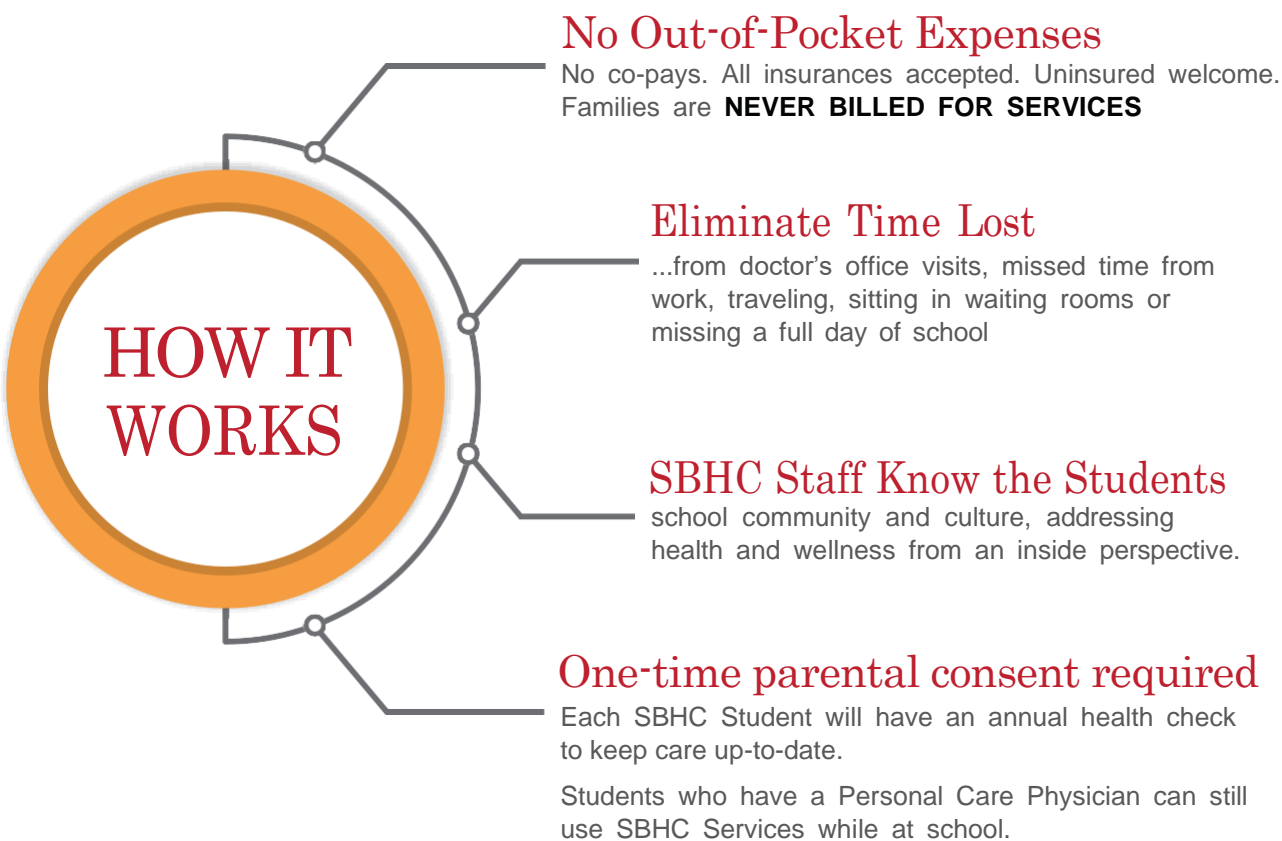 No Out-of-Pocket Expenses
No co-pays. All insurances accepted. Uninsured welcome.
Families are NEVER BILLED FOR SERVICES
Eliminate Time Lost
...from doctor’s office visits, missed time from
work, traveling, sitting in waiting rooms or
missing a full day of school
HOW IT
WORKS
SBHC Staff Know the Students
school community and culture, addressing
health and wellness from an inside perspective.
One-time parental consent required
Each SBHC Student will have an annual health check
to keep care up-to-date.
Students who have a Personal Care Physician can still
use SBHC Services while at school.